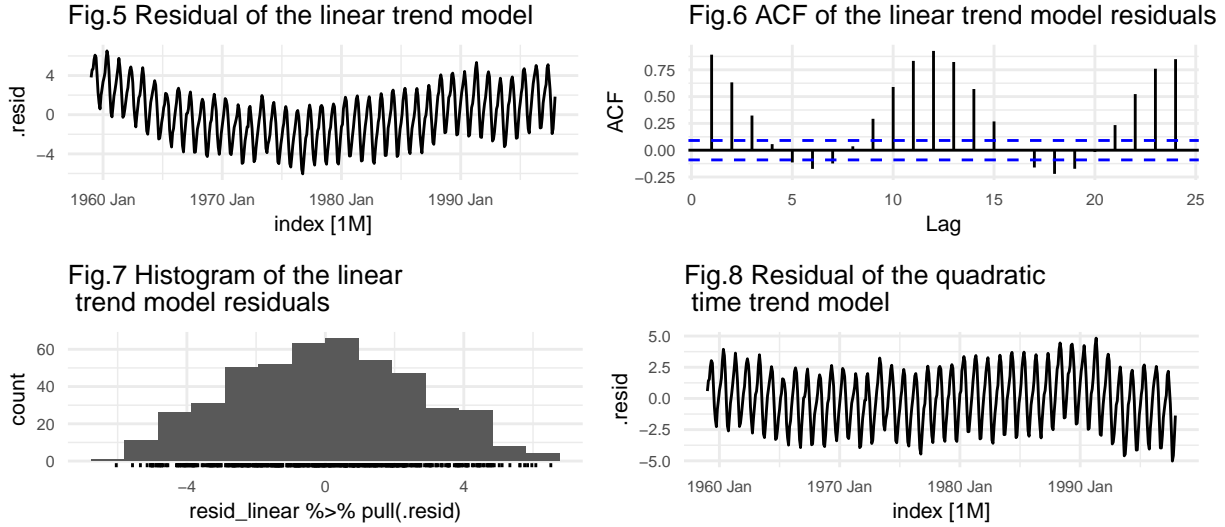 Fig.5 Residual of the linear trend model
.resid
4
0
−4
1960 Jan
1970 Jan
1980 Jan
1990 Jan
index [1M]
Fig.6 ACF of the linear trend model residuals
ACF
0.75
0.50
0.25
0.00
−0.25
0
5
10
15
20
25
Lag
Fig.7 Histogram of the linear
trend model residuals
count
60
40
20
0
−4
0
4
resid_linear %>% pull(.resid)
Fig.8 Residual of the quadratic
time trend model
.resid
5.0
2.5
0.0
−2.5
−5.0
1960 Jan
1970 Jan
1980 Jan
1990 Jan
index [1M]